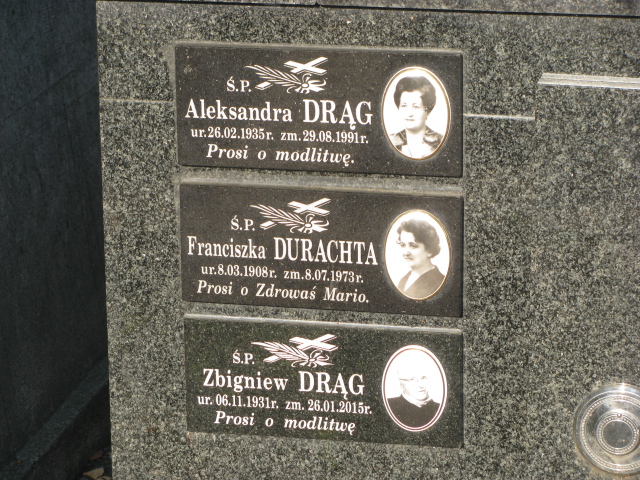 Ś.P.
Aleksandra DRĄG
ur.26.02.1935r. zm.29.08.1991r.
Prosi o modlitwę.
Ś.P.
Franciszka DURACHTA
ur.8.03.1908r. zm.8.07.1973r.
Prosi o Zdrowaś Mario.
Ś.P.
Zbigniew DRĄG
ur. 06.11.1931r. zm. 26.01.2015r.
Prosi o modlitwę